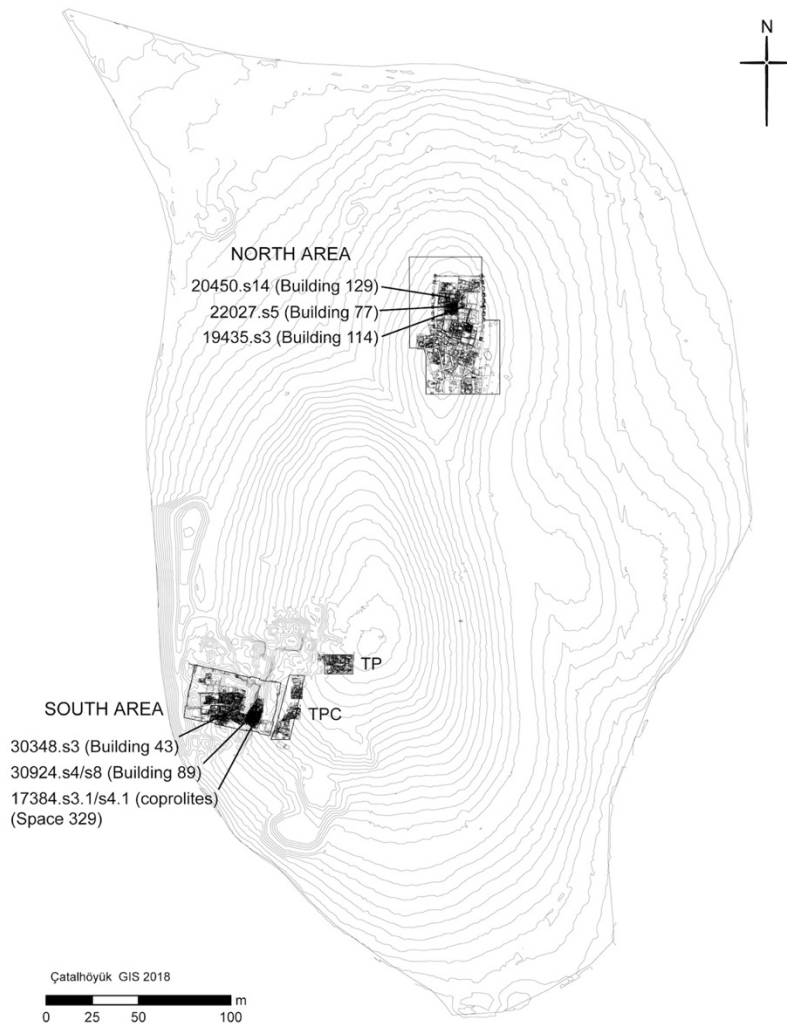 N
NORTH AREA
20450.s14 (Building 129)
22027.s5 (Building 77)
19435.s3 (Building 114)
TP
SOUTH AREA
TPC
30348.s3 (Building 43)
30924.s4/s8 (Building 89)
17384.s3.1/s4.1 (coprolites)
(Space 329)
Çatalhöyük GIS 2018
m
0 25 50 100